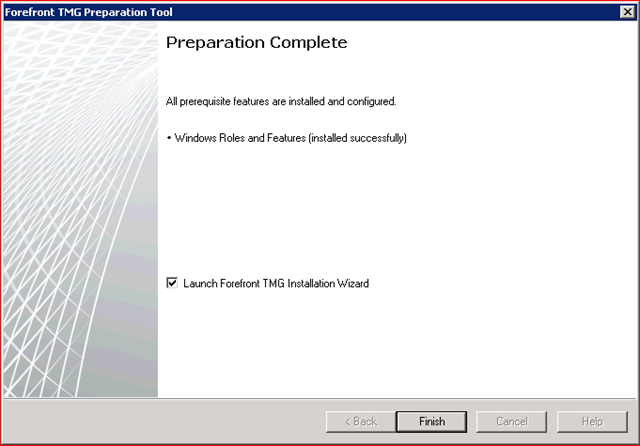 Forefront TMG Preparation Tool
Preparation Complete
All prerequisite features are installed and configured.
• Windows Roles and Features (installed successfully)
Launch Forefront TMG Installation Wizard
< Back
Finish
Cancel
Help